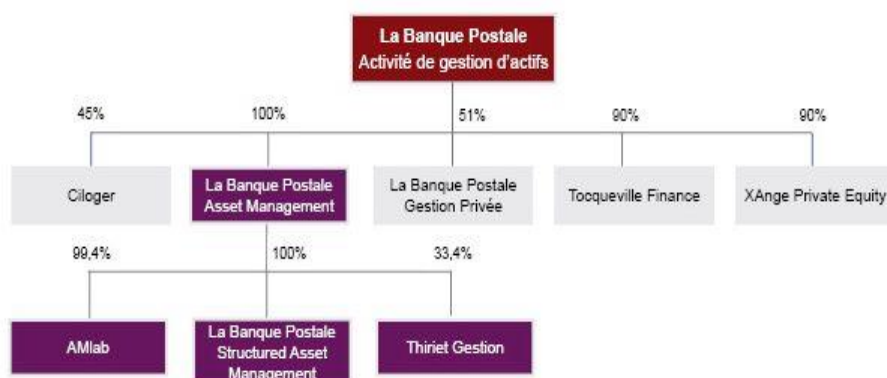 La Banque Postale
Activité de gestion d'actifs
45%
100%
51%
90%
90%
Ciloger
La Banque Postale
Asset Management
La Banque Postale
Gestion Privée
Tocqueville Finance
XAnge Private Equity
99,4%
100%
33,4%
AMlab
La Banque Postale
Structured Asset
Management
Thiriet Gestion